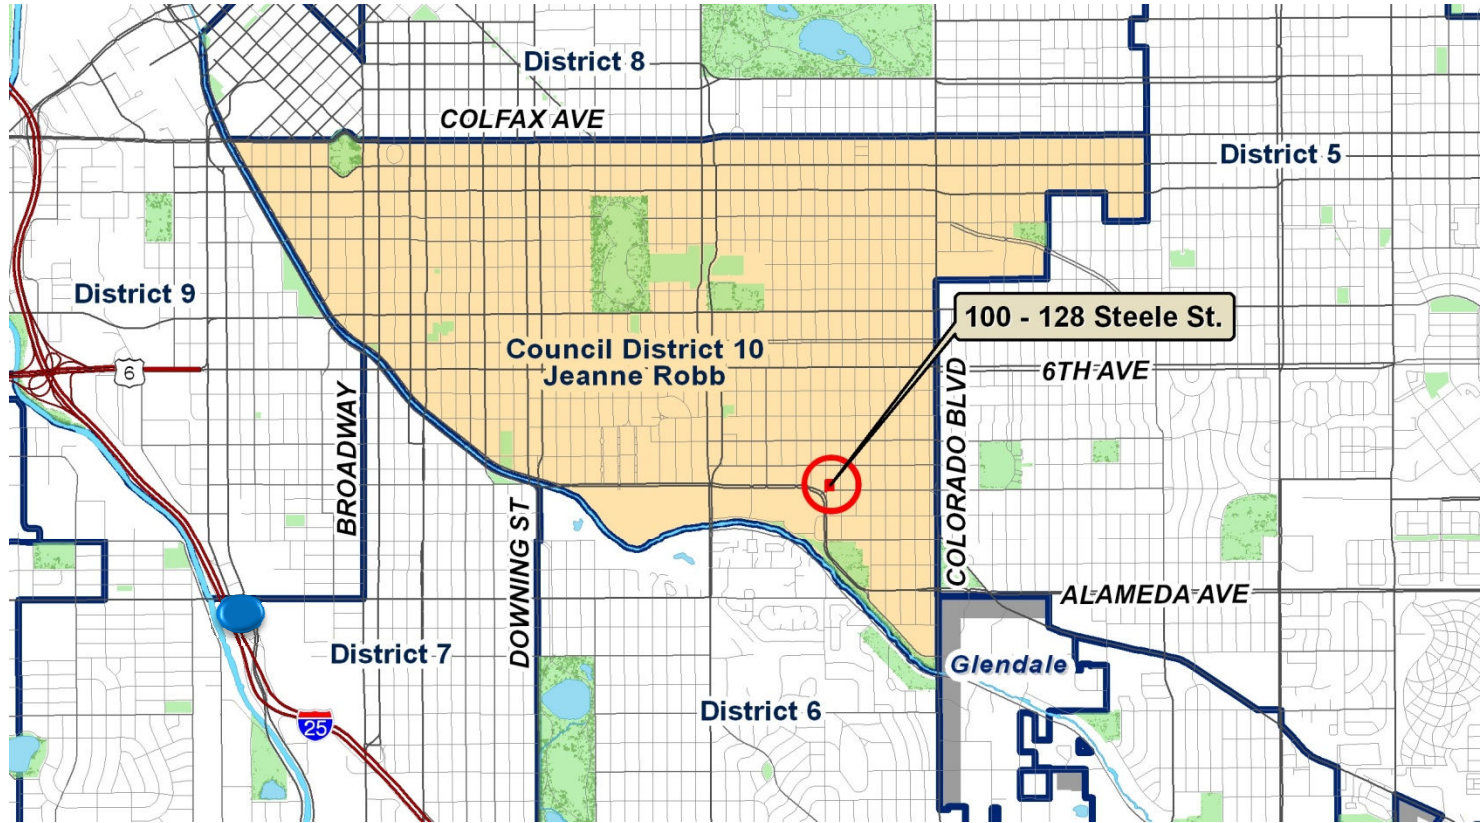 District 8
COLFAX AVE
District 5
District 9
100 - 128 Steele St.
Council District 10
Jeanne Robb
6TH AVE
6
BROADWAY
COLORADO BLVD
DOWNING ST
ALAMEDA AVE
District 7
Glendale
District 6
25